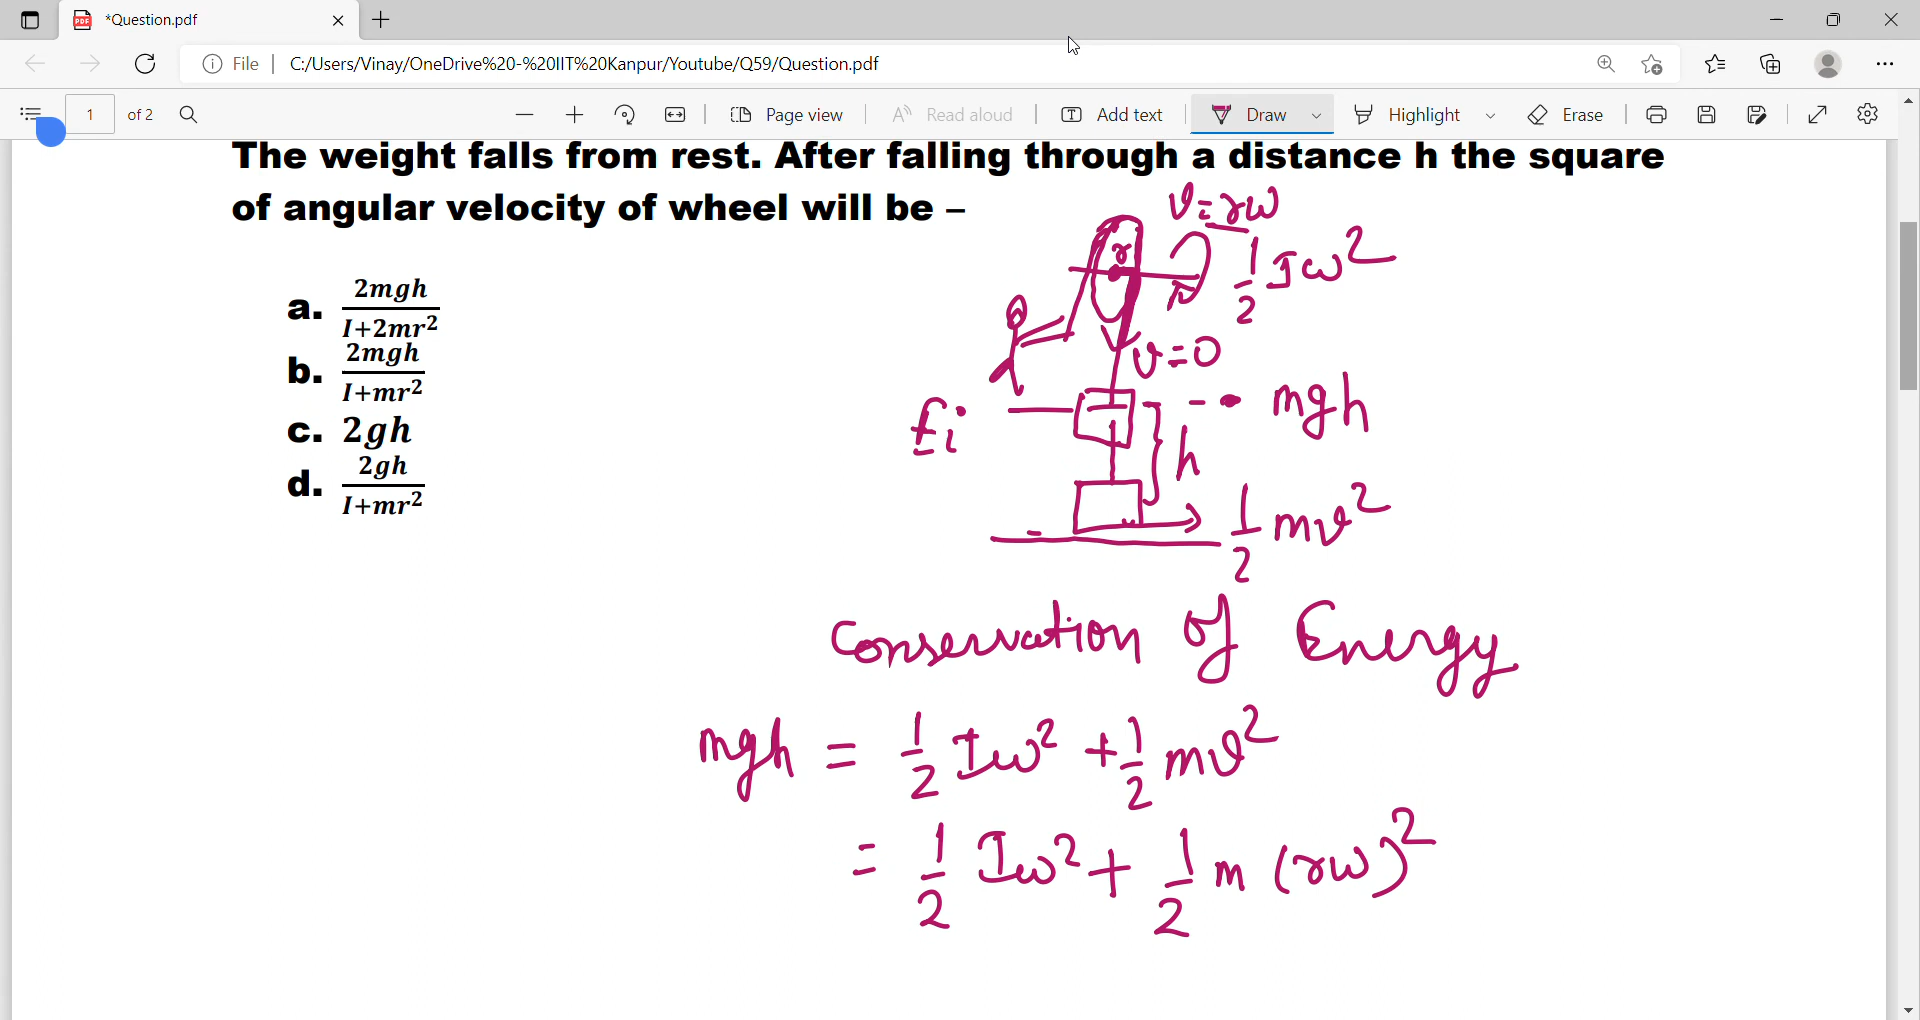 *Question.pdf
File | C:/Users/Vinay/OneDrive%20-%20IIT%20Kanpur/Youtube/Q59/Question.pdf
1 of 2 Page view Read aloud Add text Draw Highlight Erase
The weight falls from rest. After falling through a distance h the square
of angular velocity of wheel will be –
v = rω
r
1/2 Iω²
a. 2mgh/(I+2mr²)
v = 0
b. 2mgh/(I+mr²)
Ei
mgh
c. 2gh
h
d. 2gh/(I+mr²)
1/2 mv²
Conservation of Energy
mgh = 1/2 Iω² + 1/2 mv²
= 1/2 Iω² + 1/2 m (rω)²